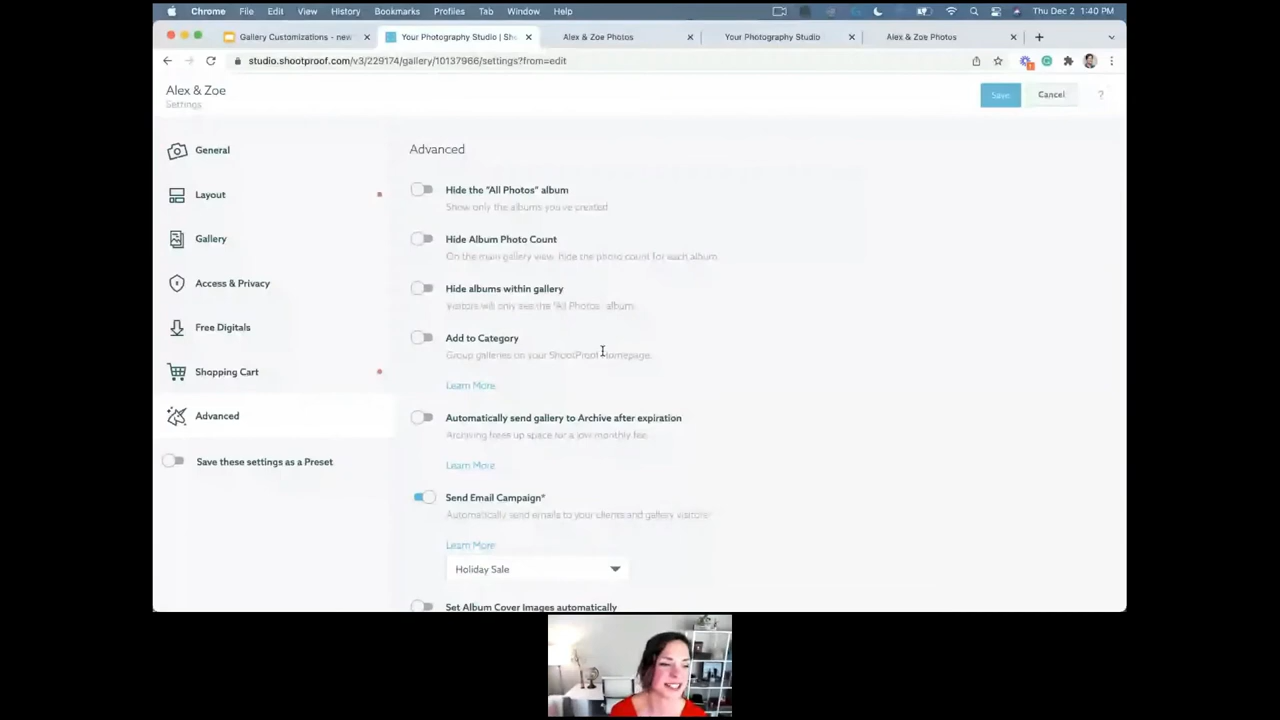 Chrome File Edit View History Bookmarks Profiles Tab Window Help Thu Dec 2 1:40 PM
Gallery Customizations - new Your Photography Studio | Sho Alex & Zoe Photos Your Photography Studio Alex & Zoe Photos
studio.shootproof.com/v3/229174/gallery/10137966/settings?from=edit
Alex & Zoe
Settings
Save Cancel ?
General
Layout
Gallery
Access & Privacy
Free Digitals
Shopping Cart
Advanced
Save these settings as a Preset
Advanced
Hide the "All Photos" album
Show only the albums you've created
Hide Album Photo Count
On the main gallery view, hide the photo count for each album
Hide albums within gallery
Visitors will only see the "All Photos" album
Add to Category
Group galleries on your ShootProof homepage.
Learn More
Automatically send gallery to Archive after expiration
Archiving frees up space for a low monthly fee.
Learn More
Send Email Campaign*
Automatically send emails to your clients and gallery visitors.
Learn More
Holiday Sale
Set Album Cover Images automatically